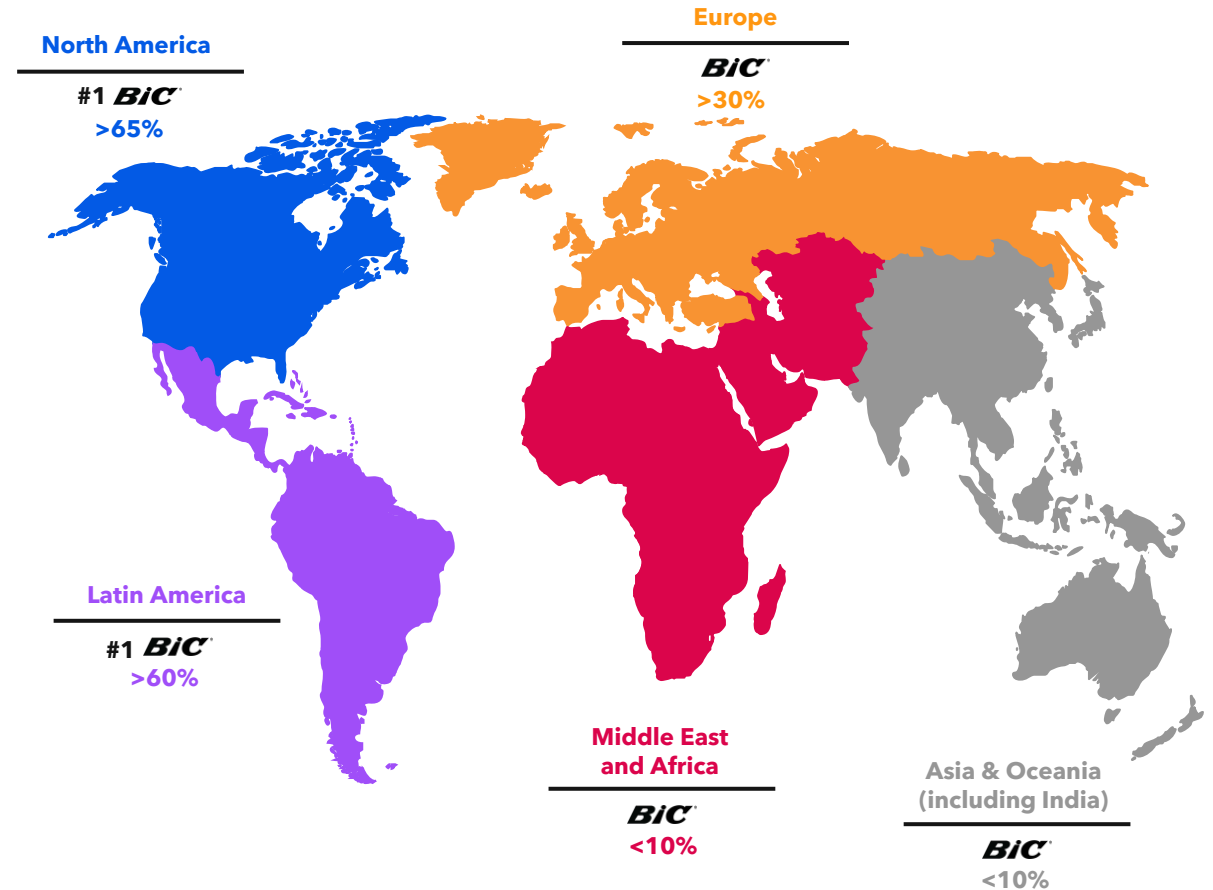 North America
#1 BiC
>65%
Europe
BiC
>30%
Latin America
#1 BiC
>60%
Middle East
and Africa
BiC
<10%
Asia & Oceania
(including India)
BiC
<10%